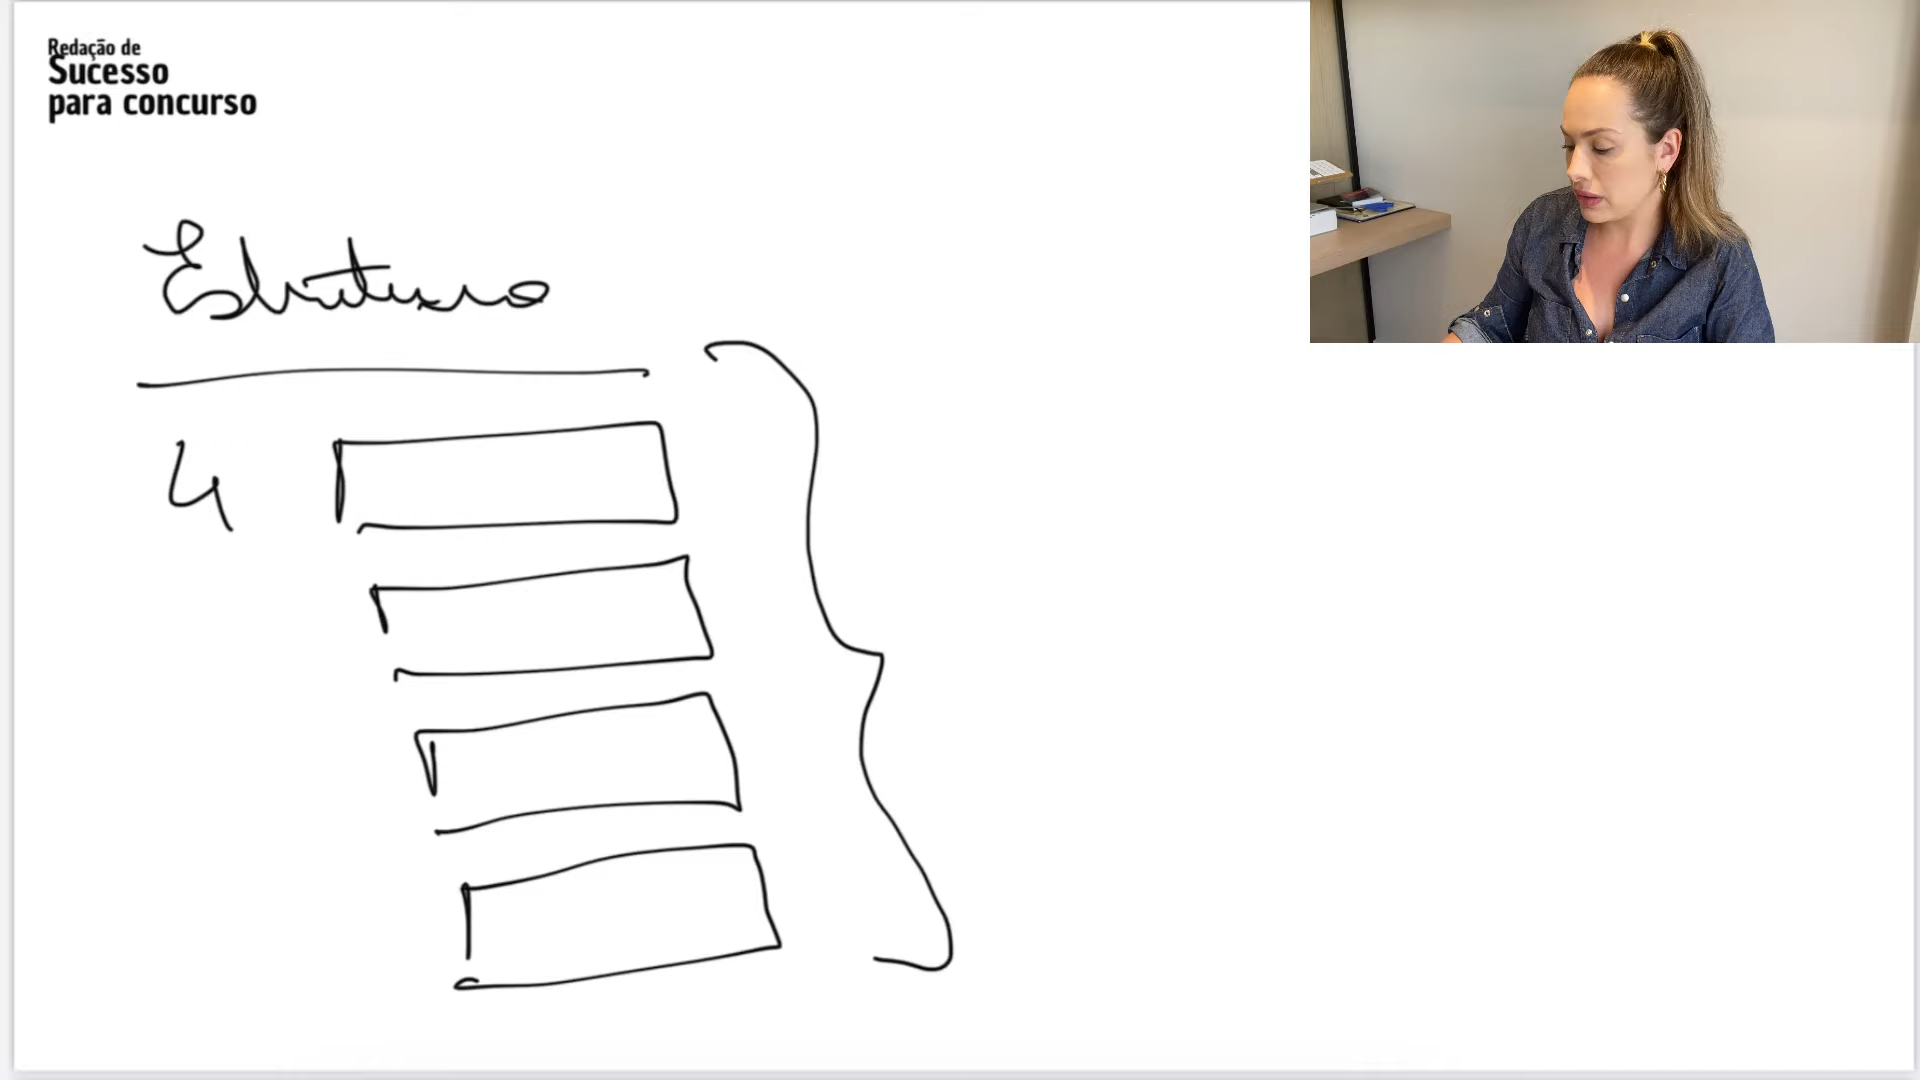 Redação de
Sucesso
para concurso
Estrutura
4